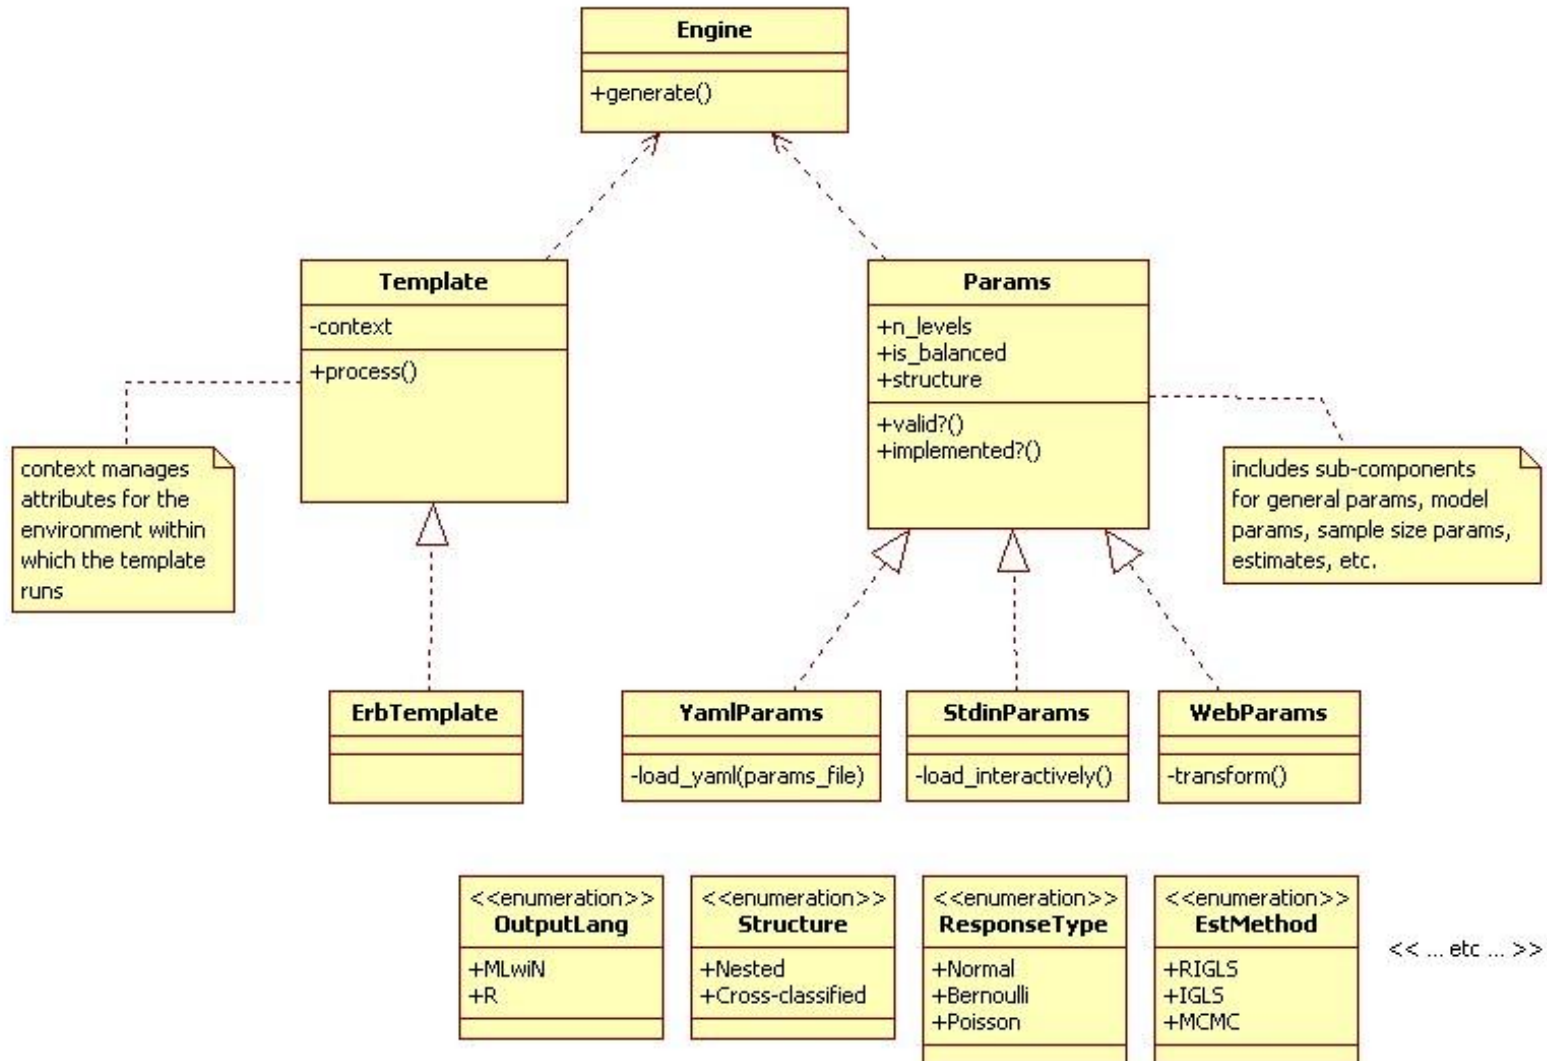 Engine
+generate()
Template
-context
+process()
Params
+n_levels
+is_balanced
+structure
+valid?()
+implemented?()
context manages
attributes for the
environment within
which the template
runs
includes sub-components
for general params, model
params, sample size params,
estimates, etc.
ErbTemplate
YamlParams
-load_yaml(params_file)
StdinParams
-load_interactively()
WebParams
-transform()
<<enumeration>>
OutputLang
+MLwiN
+R
<<enumeration>>
Structure
+Nested
+Cross-classified
<<enumeration>>
ResponseType
+Normal
+Bernoulli
+Poisson
<<enumeration>>
EstMethod
+RIGLS
+IGLS
+MCMC
<< ... etc ... >>